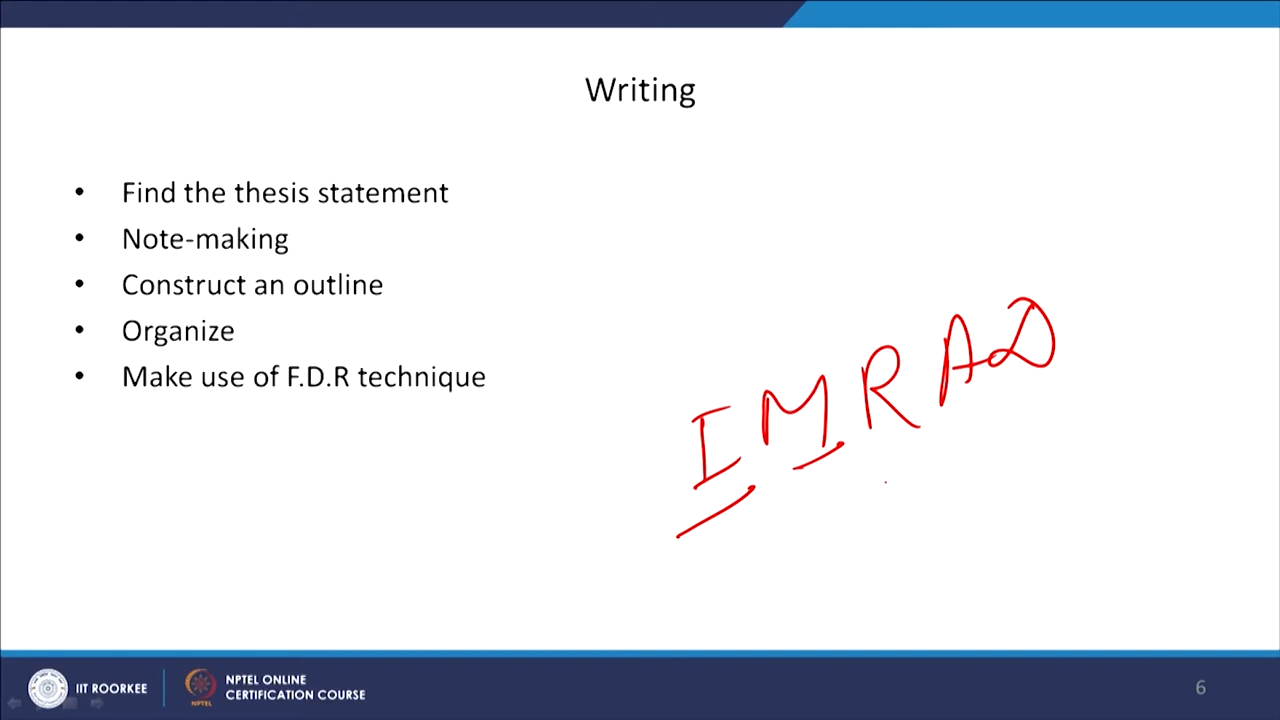 Writing
• Find the thesis statement
• Note-making
• Construct an outline
• Organize
• Make use of F.D.R technique
IMRAD
IIT ROORKEE
NPTEL
NPTEL ONLINE
CERTIFICATION COURSE
6